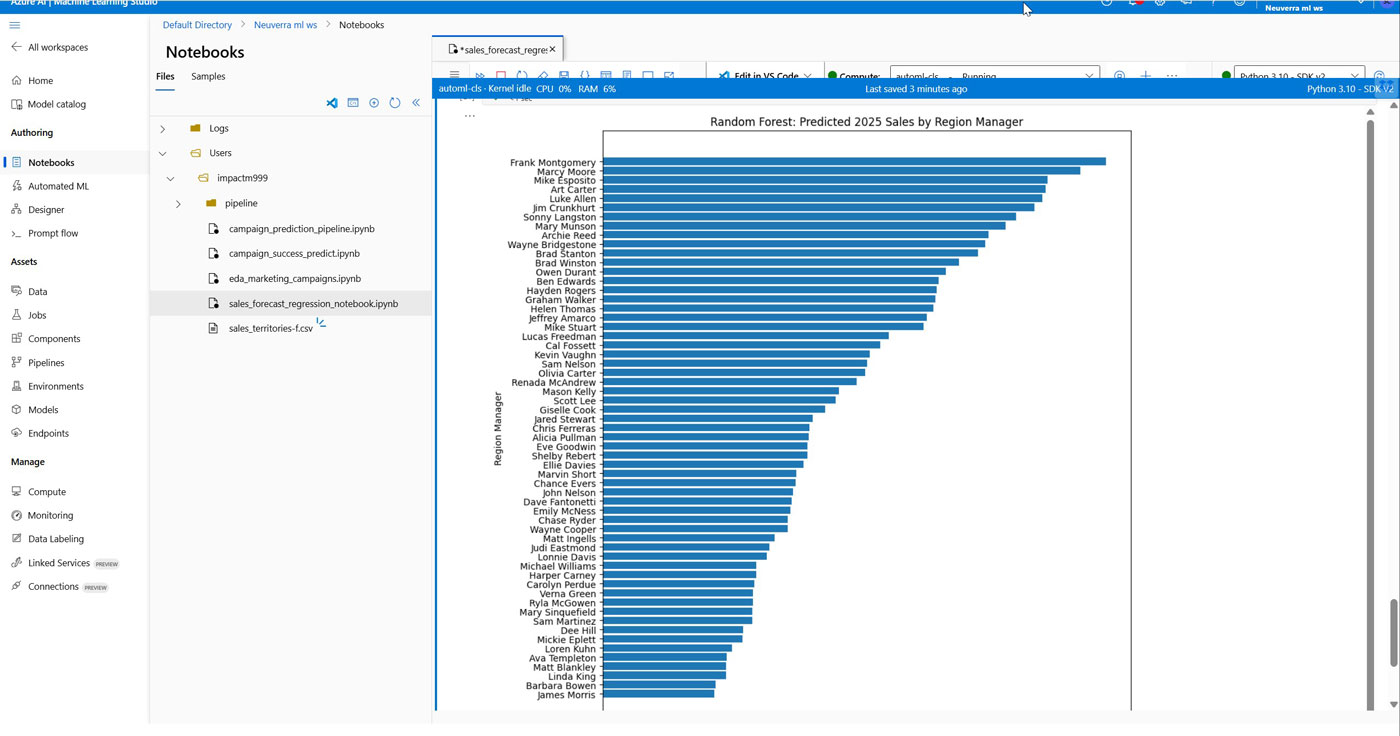 Azure AI | Machine Learning Studio
Neuverra ml ws
Default Directory > Neuverra ml ws > Notebooks
All workspaces
Home
Model catalog
Authoring
Notebooks
Automated ML
Designer
Prompt flow
Assets
Data
Jobs
Components
Pipelines
Environments
Models
Endpoints
Manage
Compute
Monitoring
Data Labeling
Linked Services PREVIEW
Connections PREVIEW
Notebooks
Files Samples
Logs
Users
impactm999
pipeline
campaign_prediction_pipeline.ipynb
campaign_success_predict.ipynb
eda_marketing_campaigns.ipynb
sales_forecast_regression_notebook.ipynb
sales_territories-f.csv
*sales_forecast_regres
Edit in VS Code Compute: automl-cls - Running Python 3.10 - SDK v2
automl-cls · Kernel idle CPU 0% RAM 6% Last saved 3 minutes ago Python 3.10 - SDK V2
Random Forest: Predicted 2025 Sales by Region Manager
Region Manager
Frank Montgomery
Marcy Moore
Mike Esposito
Art Carter
Luke Allen
Jim Crunkhurt
Sonny Langston
Mary Munson
Archie Reed
Wayne Bridgestone
Brad Stanton
Brad Winston
Owen Durant
Ben Edwards
Hayden Rogers
Graham Walker
Helen Thomas
Jeffrey Amarco
Mike Stuart
Lucas Freedman
Cal Fossett
Kevin Vaughn
Sam Nelson
Olivia Carter
Renada McAndrew
Mason Kelly
Scott Lee
Giselle Cook
Jared Stewart
Chris Ferreras
Alicia Pullman
Eve Goodwin
Shelby Rebert
Ellie Davies
Marvin Short
Chance Evers
John Nelson
Dave Fantonetti
Emily McNess
Chase Ryder
Wayne Cooper
Matt Ingells
Judi Eastmond
Lonnie Davis
Michael Williams
Harper Carney
Carolyn Perdue
Verna Green
Ryla McGowen
Mary Sinquefield
Sam Martinez
Dee Hill
Mickie Eplett
Loren Kuhn
Ava Templeton
Matt Blankley
Linda King
Barbara Bowen
James Morris